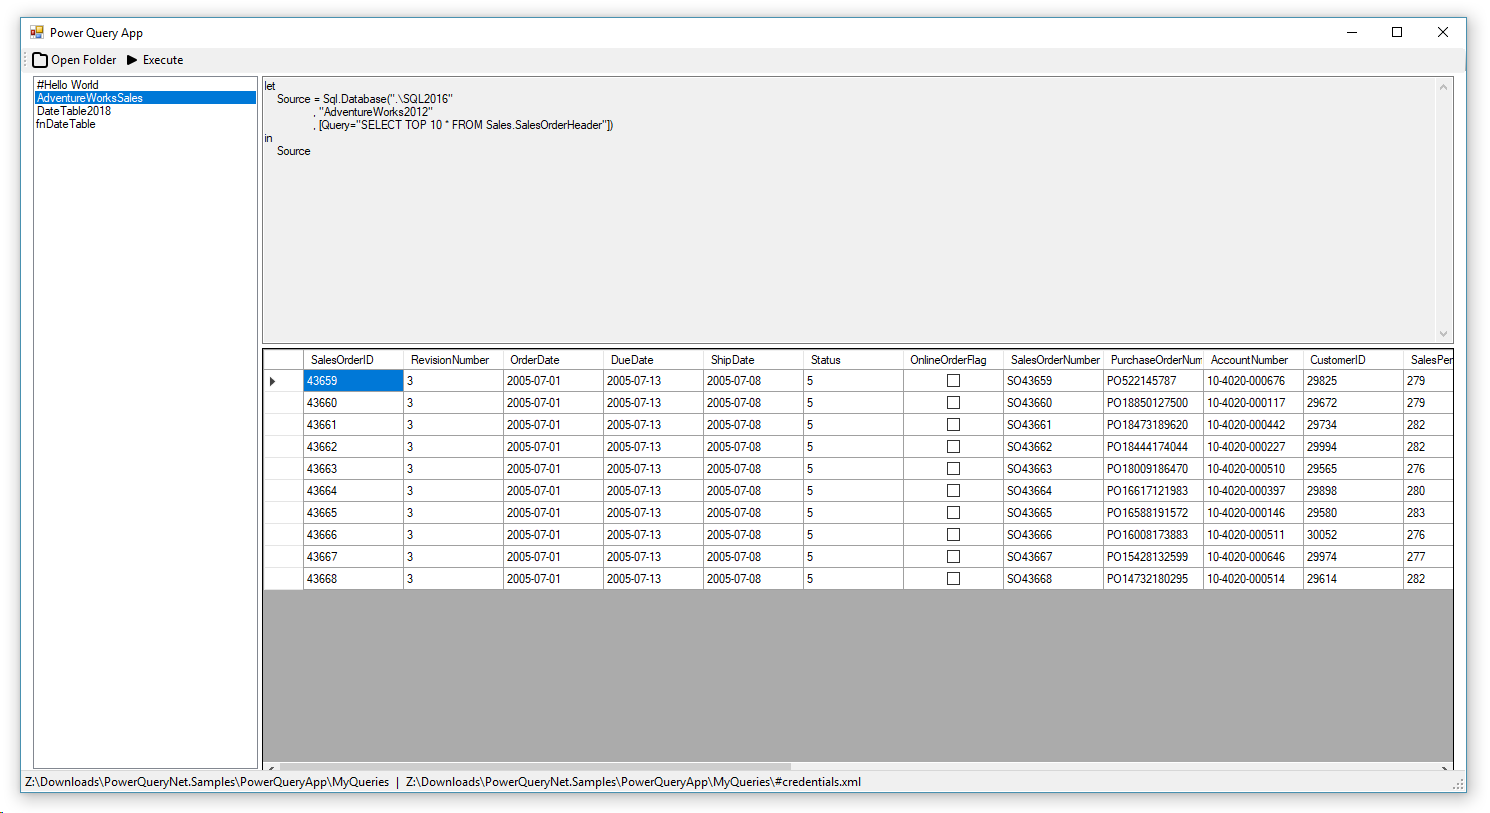 Power Query App
Open Folder Execute
#Hello World
AdventureWorksSales
DateTable2018
fnDateTable
let
Source = Sql.Database(".\SQL2016"
, "AdventureWorks2012"
, [Query="SELECT TOP 10 * FROM Sales.SalesOrderHeader"])
in
Source
SalesOrderID RevisionNumber OrderDate DueDate ShipDate Status OnlineOrderFlag SalesOrderNumber PurchaseOrderNum AccountNumber CustomerID SalesPer
43659 3 2005-07-01 2005-07-13 2005-07-08 5 SO43659 PO522145787 10-4020-000676 29825 279
43660 3 2005-07-01 2005-07-13 2005-07-08 5 SO43660 PO18850127500 10-4020-000117 29672 279
43661 3 2005-07-01 2005-07-13 2005-07-08 5 SO43661 PO18473189620 10-4020-000442 29734 282
43662 3 2005-07-01 2005-07-13 2005-07-08 5 SO43662 PO18444174044 10-4020-000227 29994 282
43663 3 2005-07-01 2005-07-13 2005-07-08 5 SO43663 PO18009186470 10-4020-000510 29565 276
43664 3 2005-07-01 2005-07-13 2005-07-08 5 SO43664 PO16617121983 10-4020-000397 29898 280
43665 3 2005-07-01 2005-07-13 2005-07-08 5 SO43665 PO16588191572 10-4020-000146 29580 283
43666 3 2005-07-01 2005-07-13 2005-07-08 5 SO43666 PO16008173883 10-4020-000511 30052 276
43667 3 2005-07-01 2005-07-13 2005-07-08 5 SO43667 PO15428132599 10-4020-000646 29974 277
43668 3 2005-07-01 2005-07-13 2005-07-08 5 SO43668 PO14732180295 10-4020-000514 29614 282
Z:\Downloads\PowerQueryNet.Samples\PowerQueryApp\MyQueries | Z:\Downloads\PowerQueryNet.Samples\PowerQueryApp\MyQueries\#credentials.xml